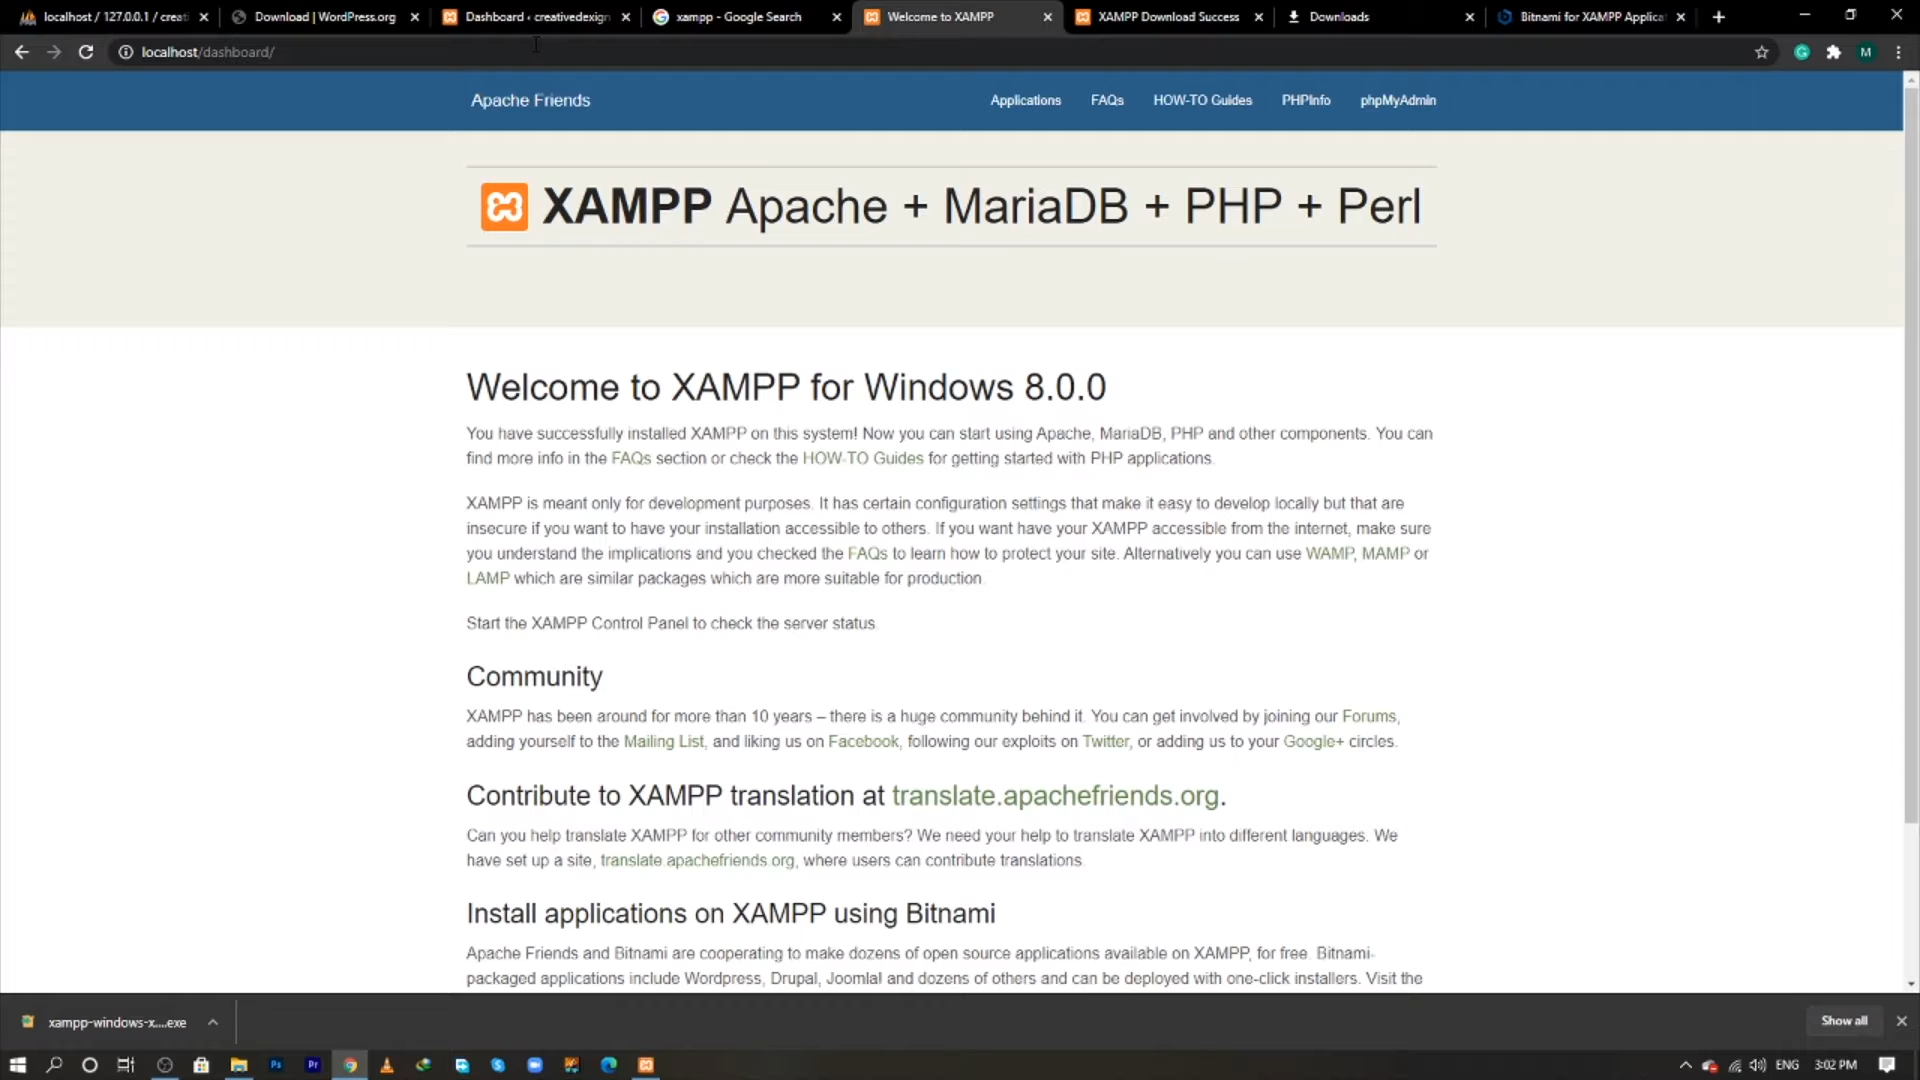 localhost / 127.0.0.1 / creati
Download | WordPress.org
Dashboard ‹ creativedexign
xampp - Google Search
Welcome to XAMPP
XAMPP Download Success
Downloads
Bitnami for XAMPP Applica
localhost/dashboard/
M
Apache Friends
Applications
FAQs
HOW-TO Guides
PHPInfo
phpMyAdmin
XAMPP Apache + MariaDB + PHP + Perl
Welcome to XAMPP for Windows 8.0.0
You have successfully installed XAMPP on this system! Now you can start using Apache, MariaDB, PHP and other components. You can
find more info in the FAQs section or check the HOW-TO Guides for getting started with PHP applications.
XAMPP is meant only for development purposes. It has certain configuration settings that make it easy to develop locally but that are
insecure if you want to have your installation accessible to others. If you want have your XAMPP accessible from the internet, make sure
you understand the implications and you checked the FAQs to learn how to protect your site. Alternatively you can use WAMP, MAMP or
LAMP which are similar packages which are more suitable for production.
Start the XAMPP Control Panel to check the server status.
Community
XAMPP has been around for more than 10 years – there is a huge community behind it. You can get involved by joining our Forums,
adding yourself to the Mailing List, and liking us on Facebook, following our exploits on Twitter, or adding us to your Google+ circles.
Contribute to XAMPP translation at translate.apachefriends.org.
Can you help translate XAMPP for other community members? We need your help to translate XAMPP into different languages. We
have set up a site, translate.apachefriends.org, where users can contribute translations.
Install applications on XAMPP using Bitnami
Apache Friends and Bitnami are cooperating to make dozens of open source applications available on XAMPP, for free. Bitnami-
packaged applications include Wordpress, Drupal, Joomla! and dozens of others and can be deployed with one-click installers. Visit the
xampp-windows-x....exe
Show all
Ps
Pr
ENG
3:02 PM